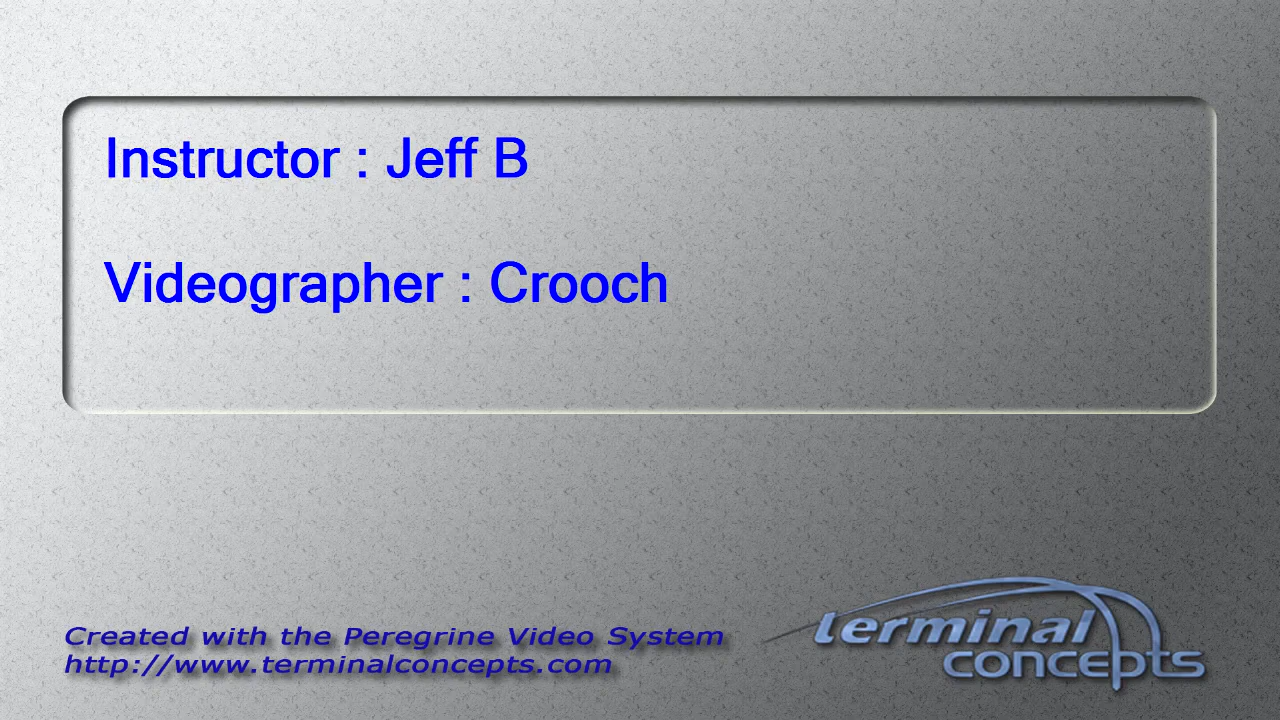 Instructor : Jeff B
Videographer : Crooch
Created with the Peregrine Video System
http://www.terminalconcepts.com
terminal
concepts